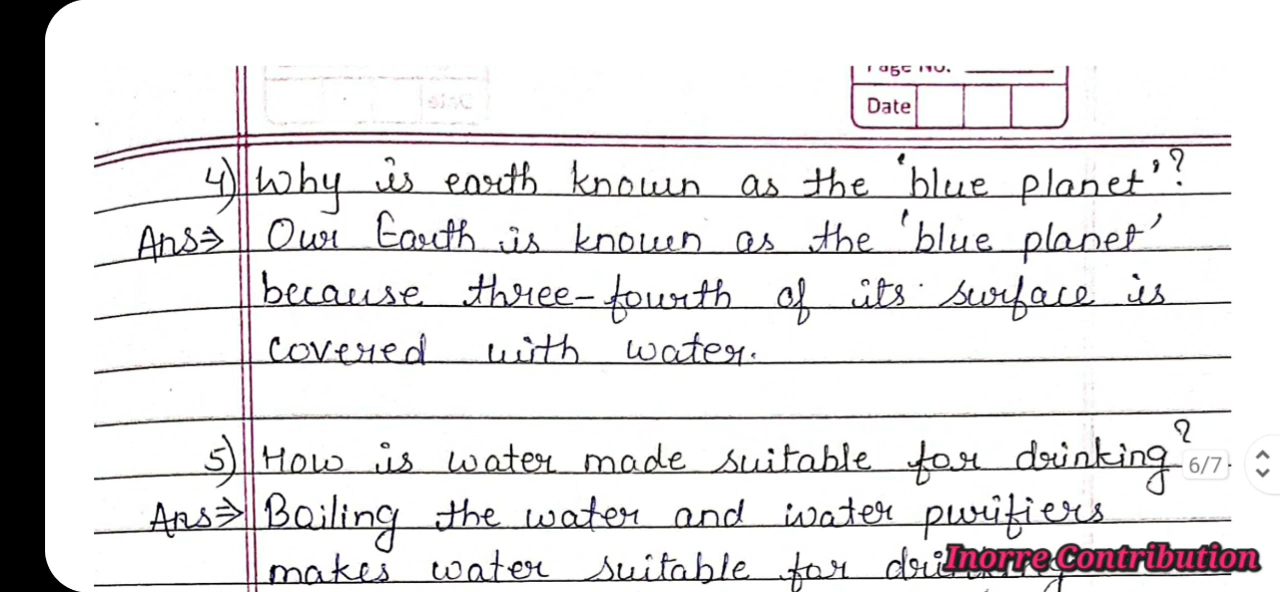 Page No.
Date
4) Why is earth known as the 'blue planet'?
Ans⇒ Our Earth is known as the 'blue planet'
because three-fourth of its surface is
covered with water.
5) How is water made suitable for drinking?
6/7
Ans⇒ Boiling the water and water purifiers
makes water suitable for
Inorre Contribution